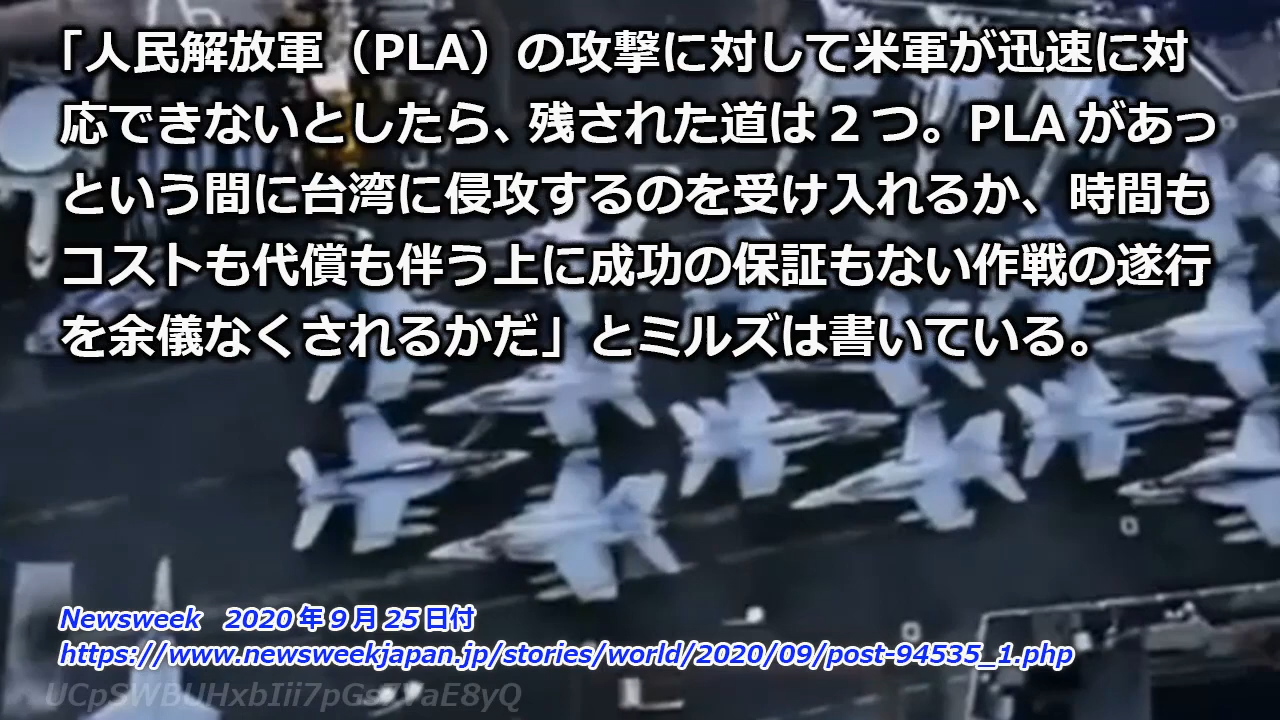 「人民解放軍（PLA）の攻撃に対して米軍が迅速に対
応できないとしたら、残された道は２つ。PLA があっ
という間に台湾に侵攻するのを受け入れるか、時間も
コストも代償も伴う上に成功の保証もない作戦の遂行
を余儀なくされるかだ」とミルズは書いている。
Newsweek 2020 年 9 月 25 日付
https://www.newsweekjapan.jp/stories/world/2020/09/post-94535_1.php